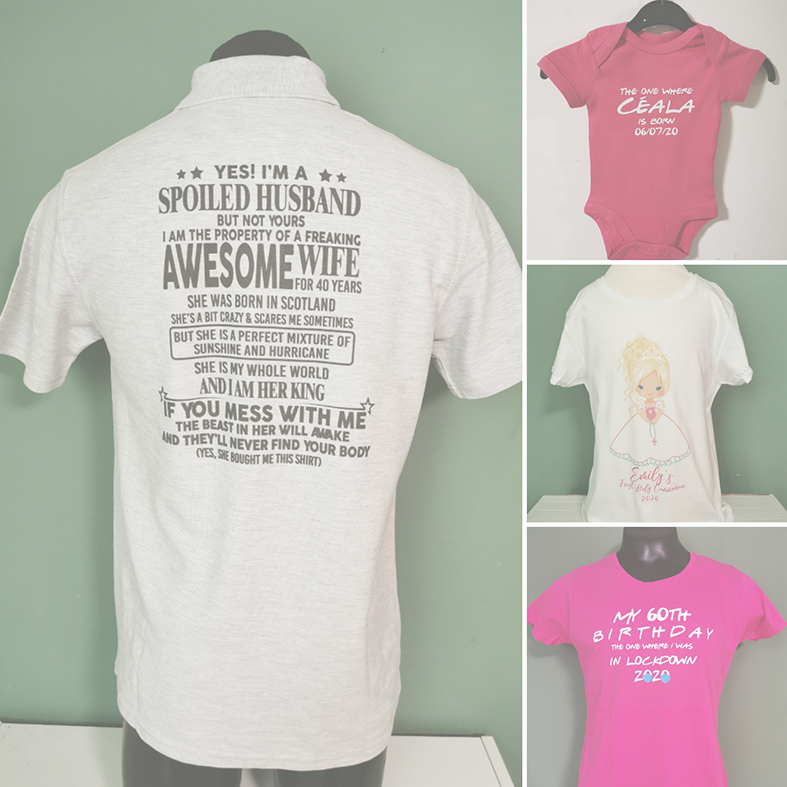 ★★ YES! I'M A ★★
SPOILED HUSBAND
BUT NOT YOURS
I AM THE PROPERTY OF A FREAKING
AWESOME WIFE
FOR 40 YEARS
SHE WAS BORN IN SCOTLAND
SHE'S A BIT CRAZY & SCARES ME SOMETIMES
BUT SHE IS A PERFECT MIXTURE OF
SUNSHINE AND HURRICANE
SHE IS MY WHOLE WORLD
AND I AM HER KING
IF YOU MESS WITH ME
THE BEAST IN HER WILL AWAKE
AND THEY'LL NEVER FIND YOUR BODY
(YES, SHE BOUGHT ME THIS SHIRT)
THE ONE WHERE
CÉALA
IS BORN
06/07/20
Emily's
First Holy Communion
2020
MY 60TH
BIRTHDAY
THE ONE WHERE I WAS
IN LOCKDOWN
2020